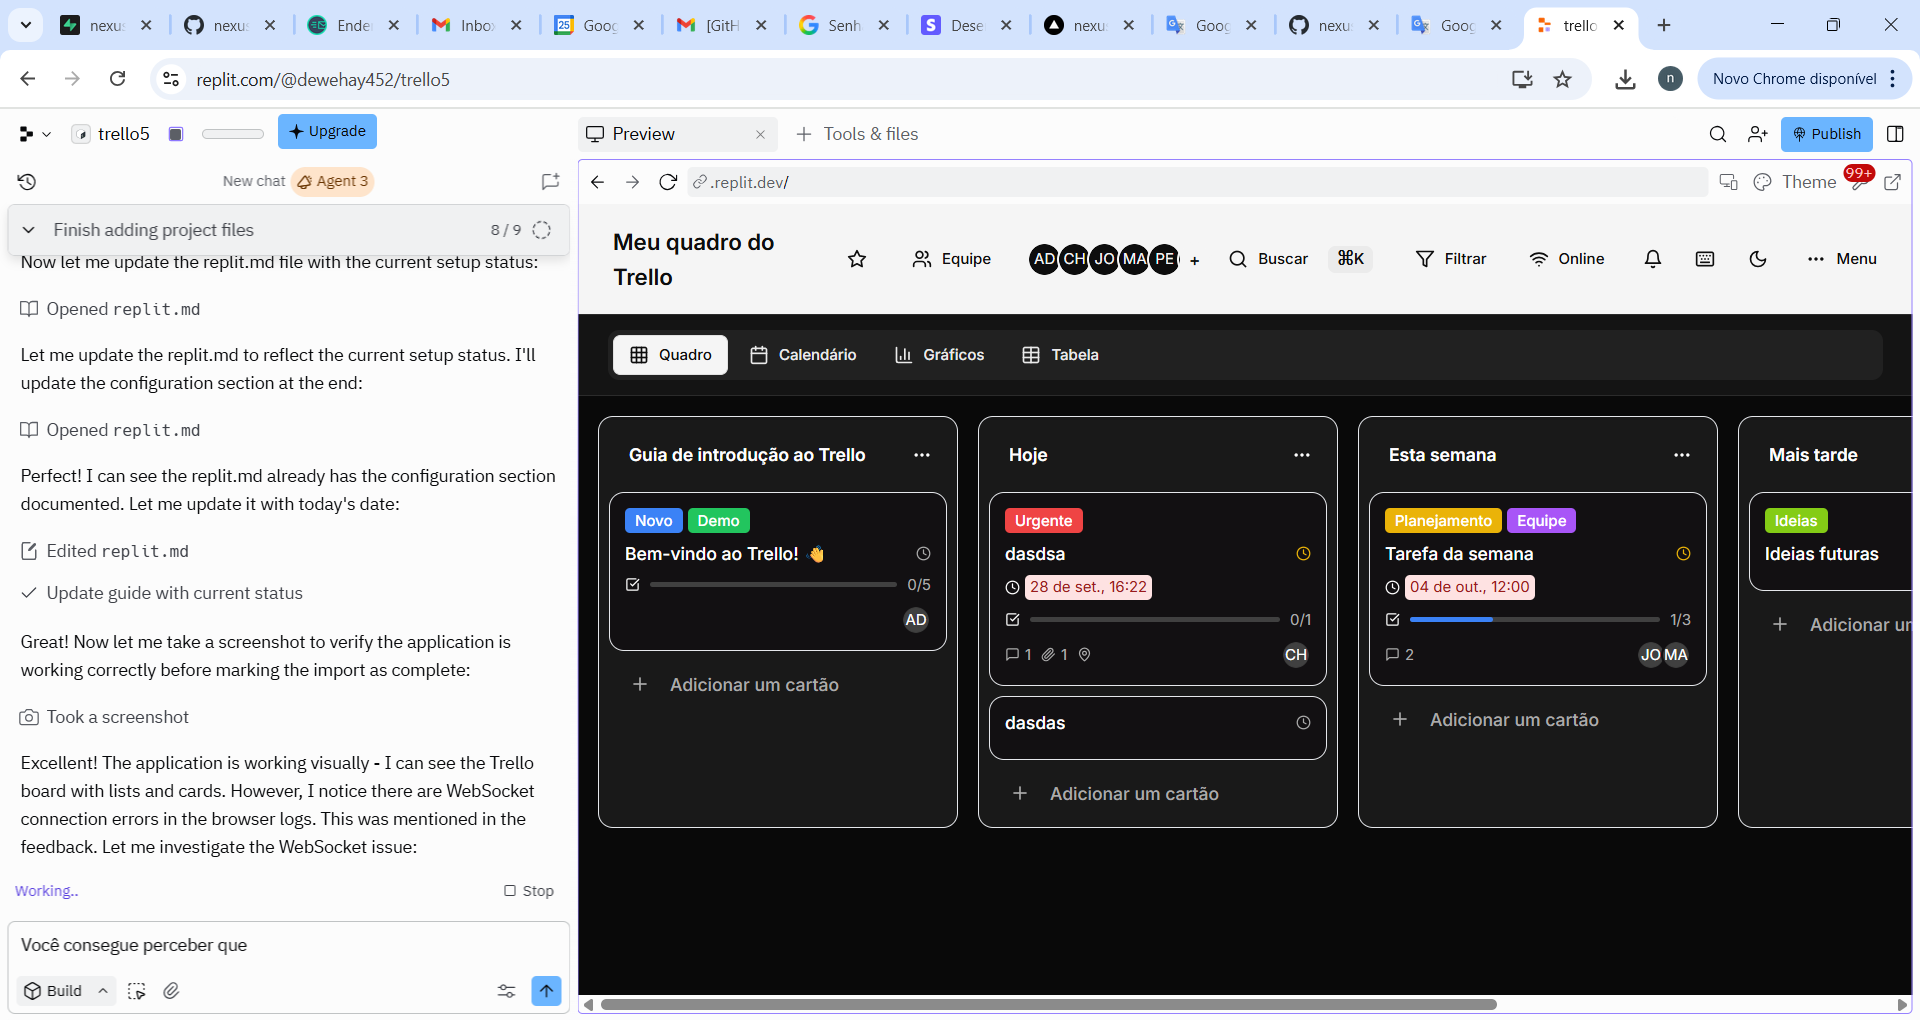 nexus
nexus
Ender
Inbox
25
Goog
[GitH
Senh
S
Dese
nexu
Goog
nexu
Goog
trello
replit.com/@dewehay452/trello5
n
Novo Chrome disponível
trello5
Upgrade
Preview
Tools & files
Publish
New chat
Agent 3
.replit.dev/
Theme
99+
Finish adding project files
8 / 9
Now let me update the replit.md file with the current setup status:
Opened replit.md
Let me update the replit.md to reflect the current setup status. I'll
update the configuration section at the end:
Opened replit.md
Perfect! I can see the replit.md already has the configuration section
documented. Let me update it with today's date:
Edited replit.md
Update guide with current status
Great! Now let me take a screenshot to verify the application is
working correctly before marking the import as complete:
Took a screenshot
Excellent! The application is working visually - I can see the Trello
board with lists and cards. However, I notice there are WebSocket
connection errors in the browser logs. This was mentioned in the
feedback. Let me investigate the WebSocket issue:
Working..
Stop
Você consegue perceber que
Build
Meu quadro do
Trello
Equipe
AD
CH
JO
MA
PE
+
Buscar
⌘K
Filtrar
Online
Menu
Quadro
Calendário
Gráficos
Tabela
Guia de introdução ao Trello
Novo
Demo
Bem-vindo ao Trello! 👋
0/5
AD
+ Adicionar um cartão
Hoje
Urgente
dasdsa
28 de set., 16:22
0/1
1
1
CH
dasdas
+ Adicionar um cartão
Esta semana
Planejamento
Equipe
Tarefa da semana
04 de out., 12:00
1/3
2
JO
MA
+ Adicionar um cartão
Mais tarde
Ideias
Ideias futuras
+ Adicionar ur